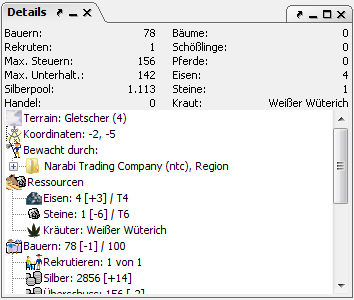 Details
Bauern: 78 Bäume: 0
Rekruten: 1 Schößlinge: 0
Max. Steuern: 156 Pferde: 0
Max. Unterhalt.: 142 Eisen: 4
Silberpool: 1.113 Steine: 1
Handel: 0 Kraut: Weißer Wüterich
Terrain: Gletscher (4)
Koordinaten: -2, -5
Bewacht durch:
Narabi Trading Company (ntc), Region
Ressourcen
Eisen: 4 [+3] / T4
Steine: 1 [-6] / T6
Kräuter: Weißer Wüterich
Bauern: 78 [-1] / 100
Rekrutieren: 1 von 1
Silber: 2856 [+14]
Überschuss: 156 [-2]